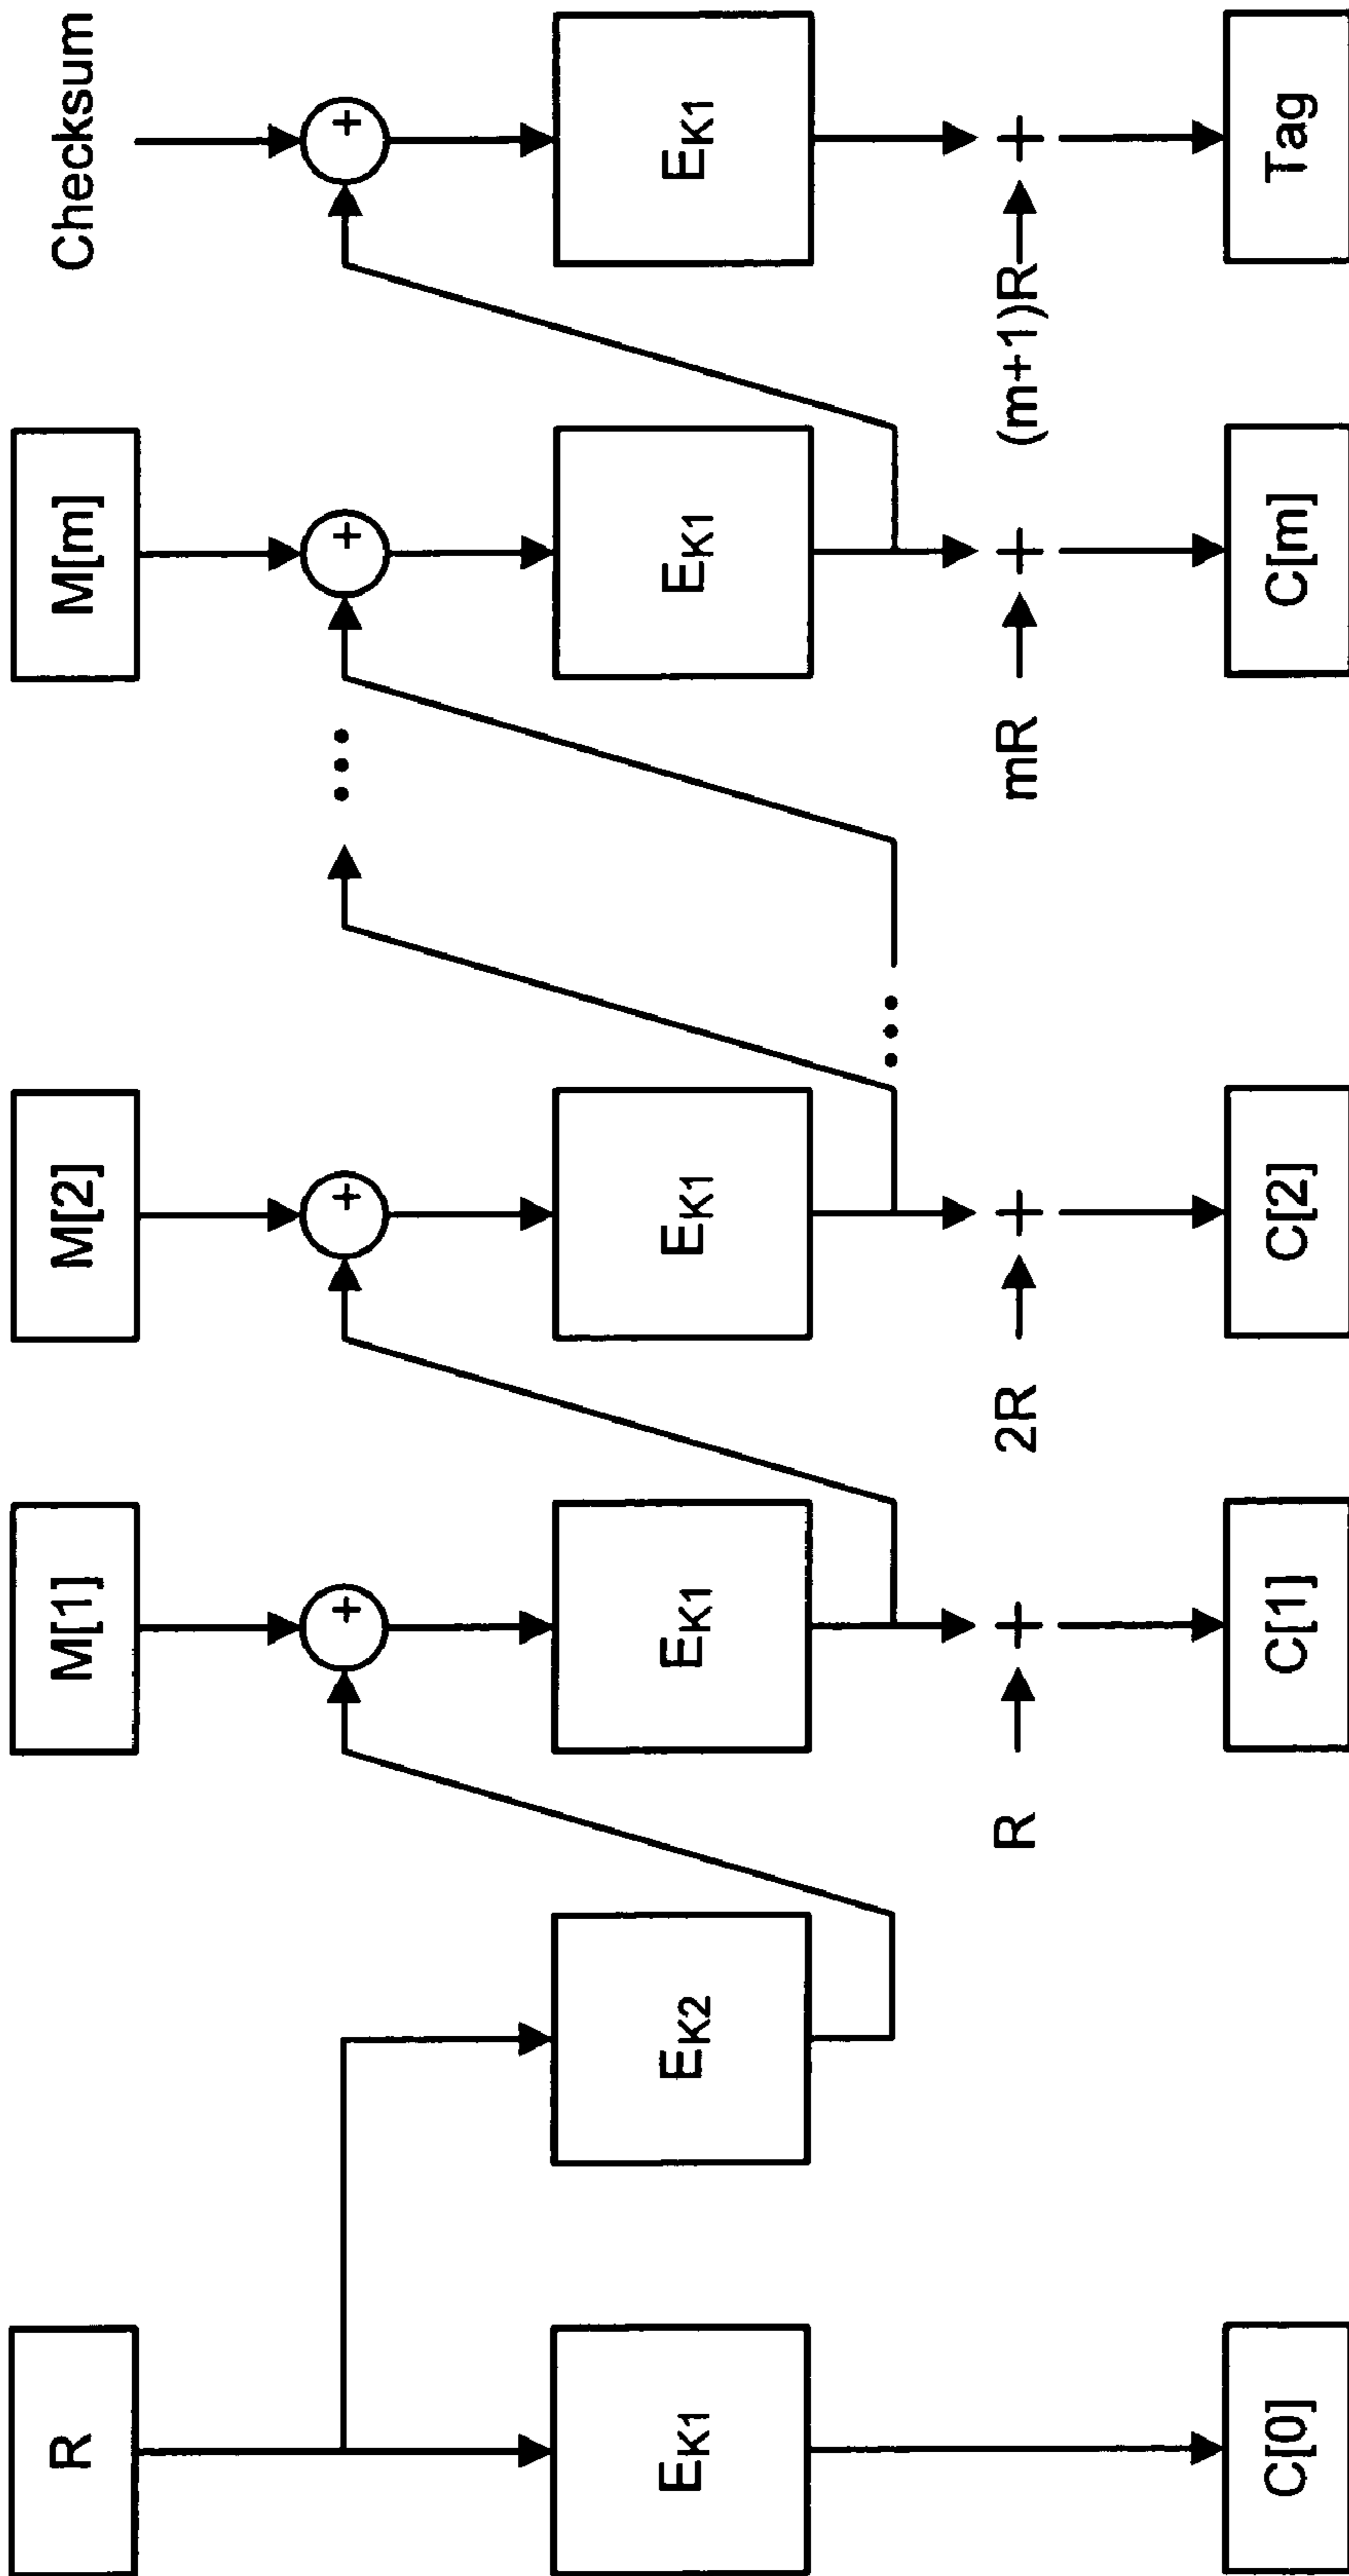 R
M[1]
M[2]
M[m]
Checksum
+
+
+
+
E_K1
E_K2
E_K1
E_K1
E_K1
E_K1
R
+
2R
+
mR
+
(m+1)R
+
C[0]
C[1]
C[2]
C[m]
Tag